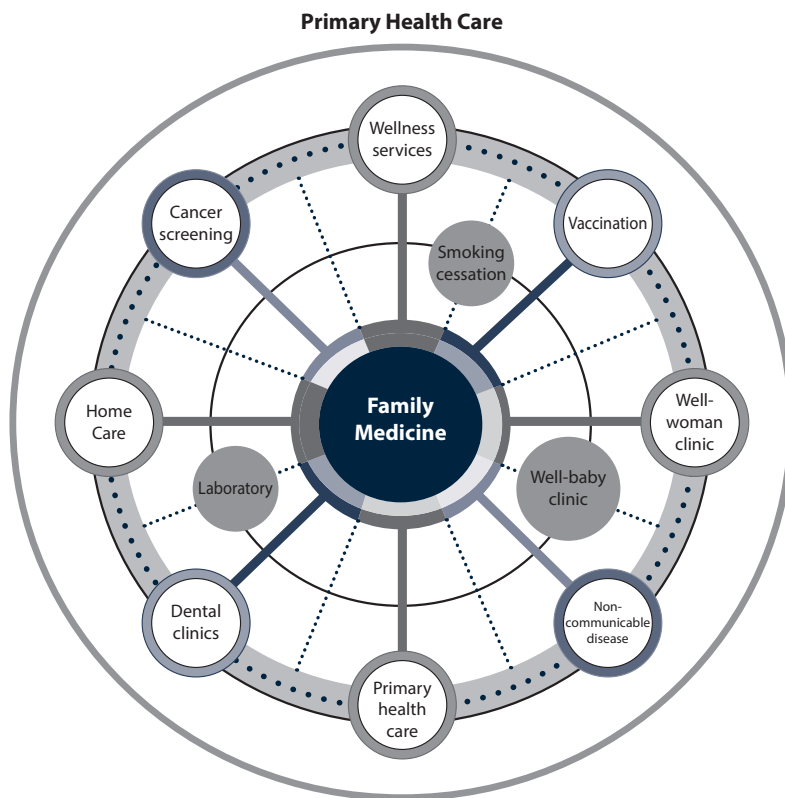 Primary Health Care
Wellness
services
Cancer
screening
Vaccination
Smoking
cessation
Home
Care
Family
Medicine
Well-
woman
clinic
Laboratory
Well-baby
clinic
Dental
clinics
Non-
communicable
disease
Primary
health
care